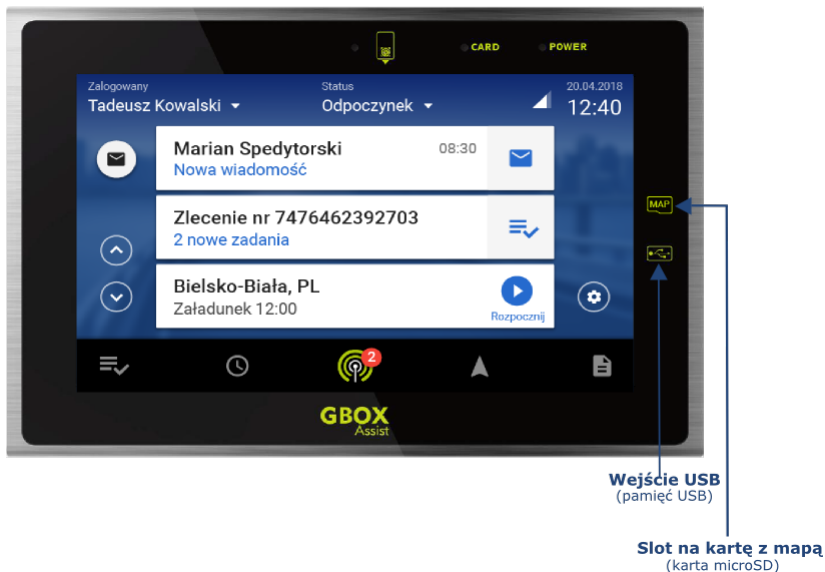 CARD
POWER
Zalogowany
Status
20.04.2018
Tadeusz Kowalski
Odpoczynek
12:40
Marian Spedytorski
08:30
Nowa wiadomość
Zlecenie nr 7476462392703
2 nowe zadania
Bielsko-Biała, PL
Załadunek 12:00
Rozpocznij
MAP
2
GBOX
Assist
Wejście USB
(pamięć USB)
Slot na kartę z mapą
(karta microSD)